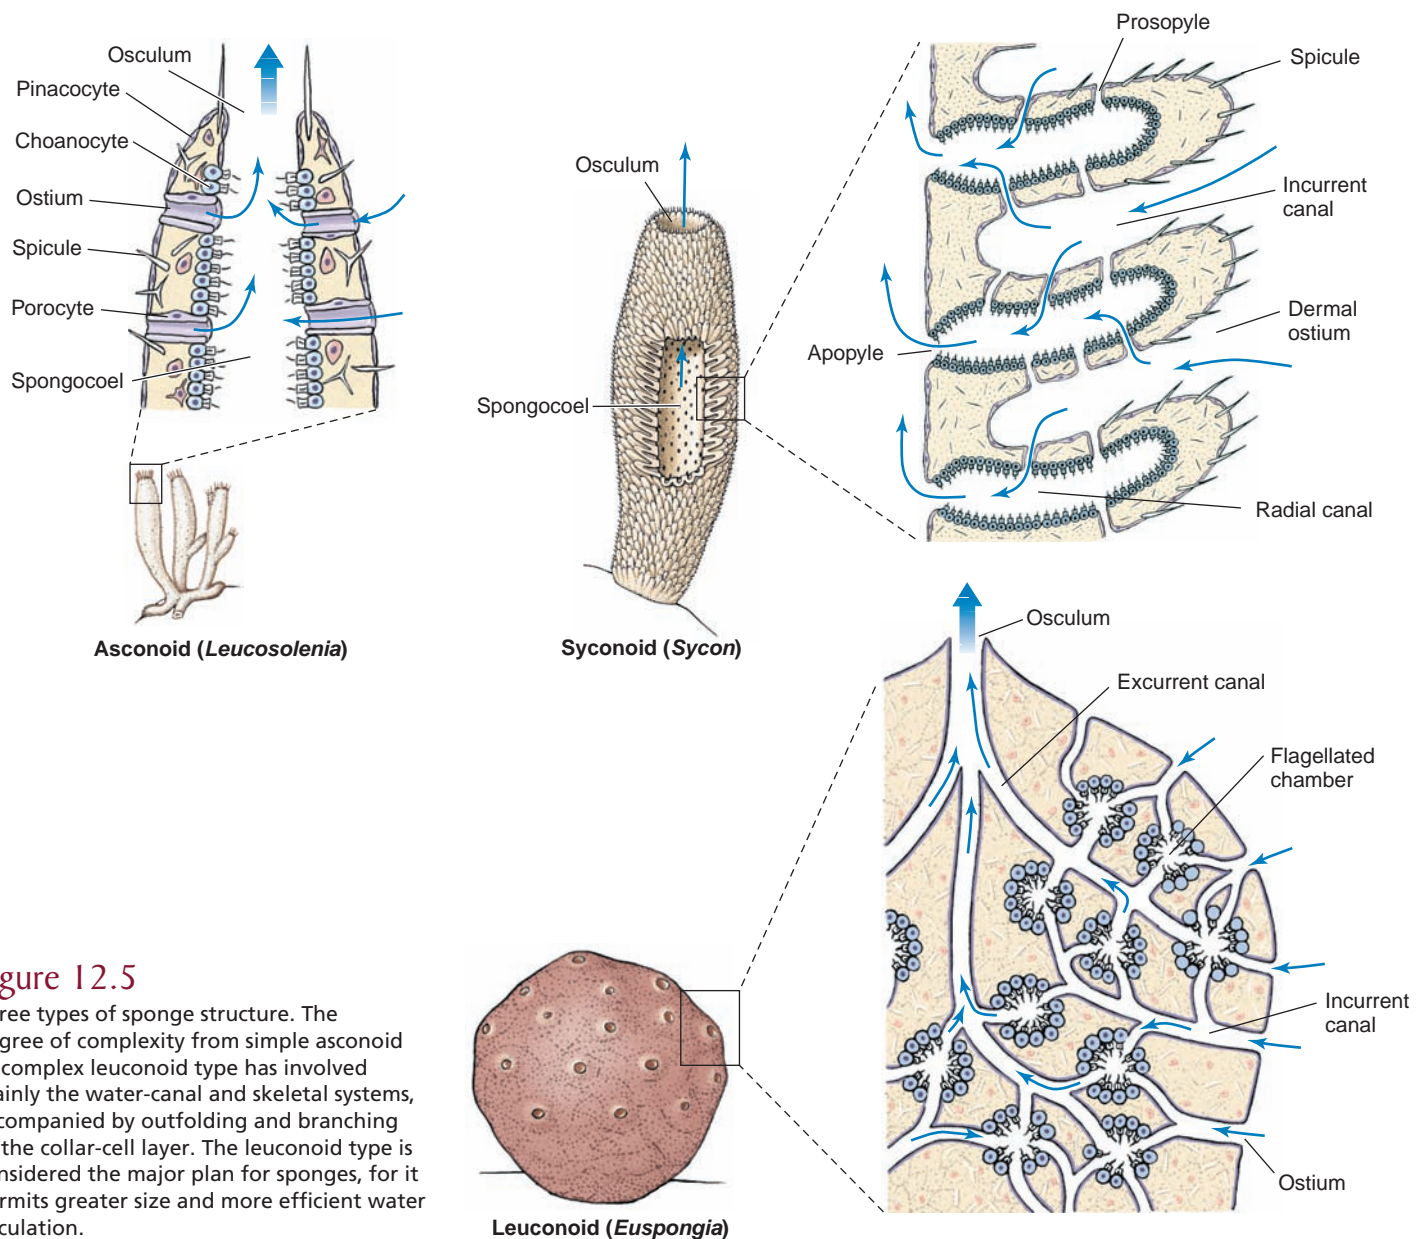 Osculum
Pinacocyte
Choanocyte
Ostium
Spicule
Porocyte
Spongocoel
Asconoid (Leucosolenia)
Osculum
Spongocoel
Syconoid (Sycon)
Prosopyle
Spicule
Incurrent
canal
Dermal
ostium
Apopyle
Radial canal
Osculum
Excurrent canal
Flagellated
chamber
Incurrent
canal
Ostium
Leuconoid (Euspongia)
gure 12.5
ree types of sponge structure. The
gree of complexity from simple asconoid
complex leuconoid type has involved
ainly the water-canal and skeletal systems,
companied by outfolding and branching
the collar-cell layer. The leuconoid type is
nsidered the major plan for sponges, for it
rmits greater size and more efficient water
culation.